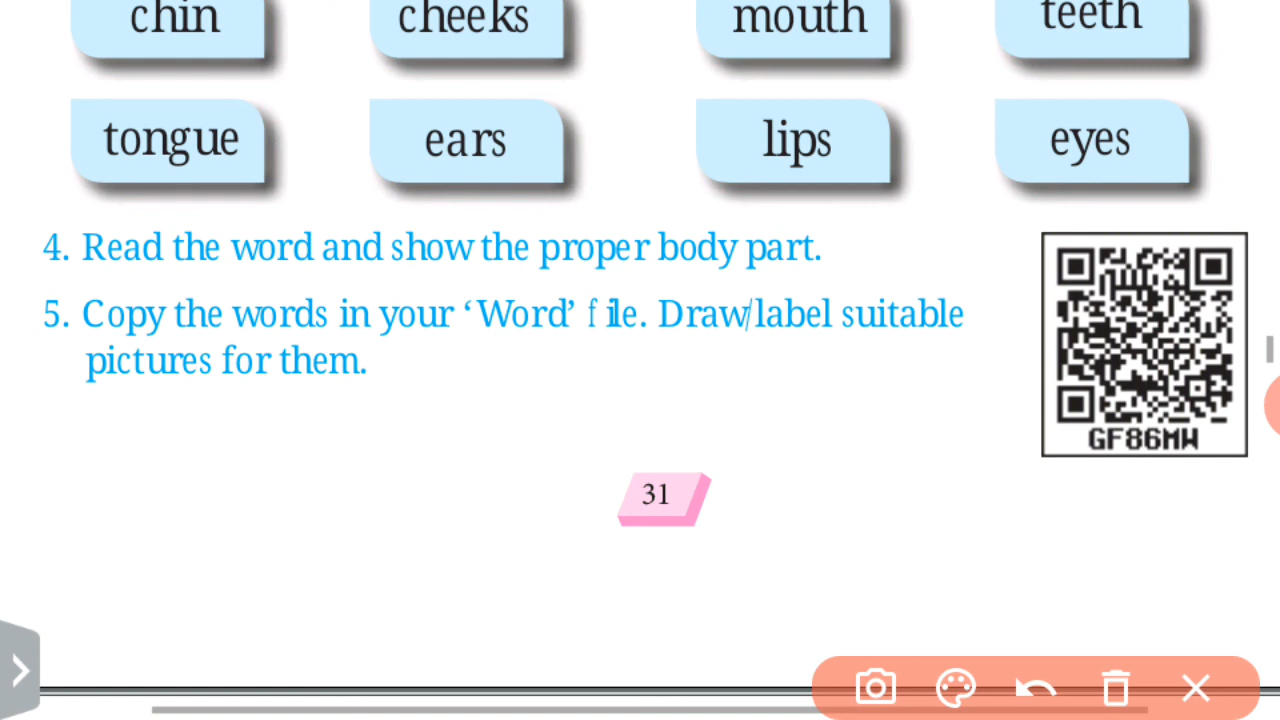 chin cheeks mouth teeth
tongue ears lips eyes
4. Read the word and show the proper body part.
5. Copy the words in your ‘Word’ file. Draw/label suitable
pictures for them.
GF86MW
31